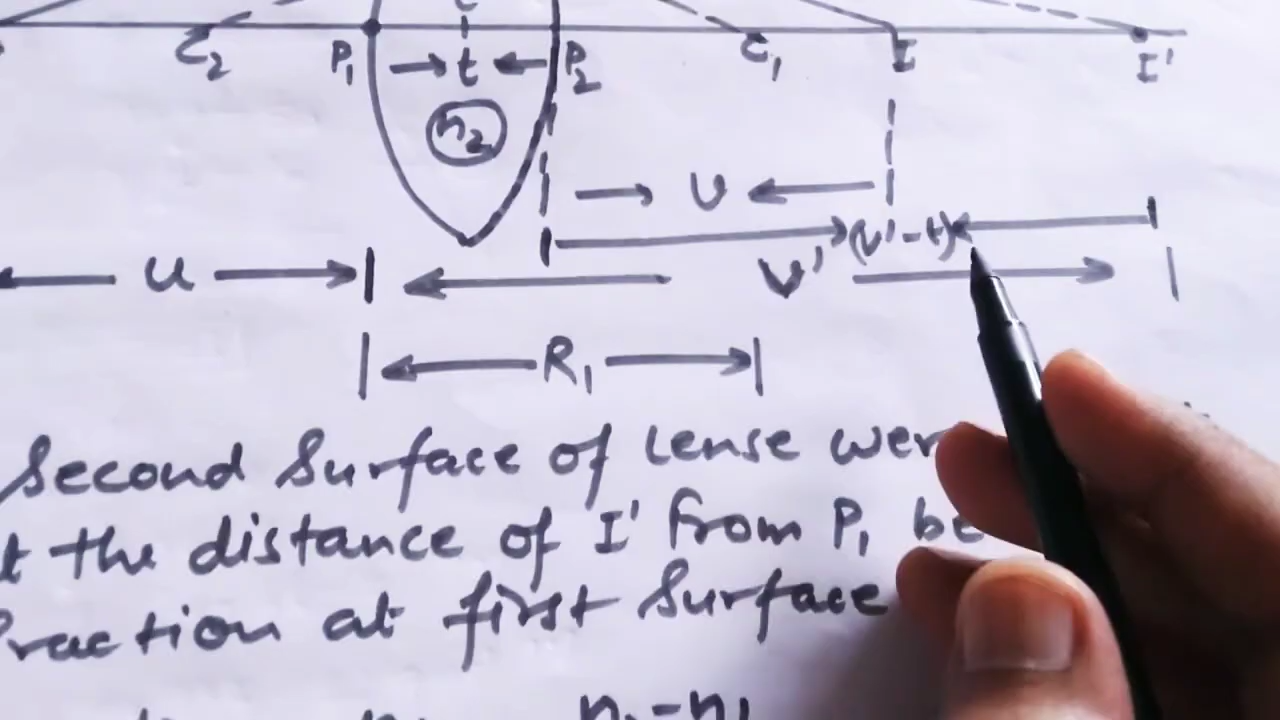 C
C₂ P₁ t P₂ C₁ I I'
n₂
υ
(υ'-t)
u υ'
R₁
Second Surface of lense wer
t the distance of I' from P₁ be
raction at first Surface
n₂-n₁